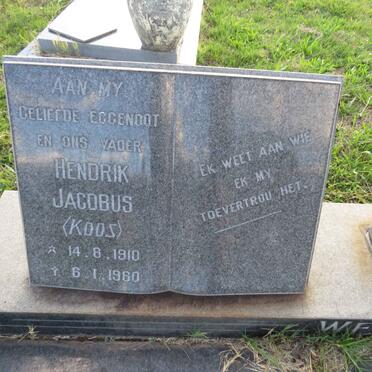 AAN MY
GELIEFDE EGGENOOT
EN ONS VADER
HENDRIK
JACOBUS
(KOOS)
* 14.8.1910
† 6.1.1980
EK WEET AAN WIE
EK MY
TOEVERTROU HET.